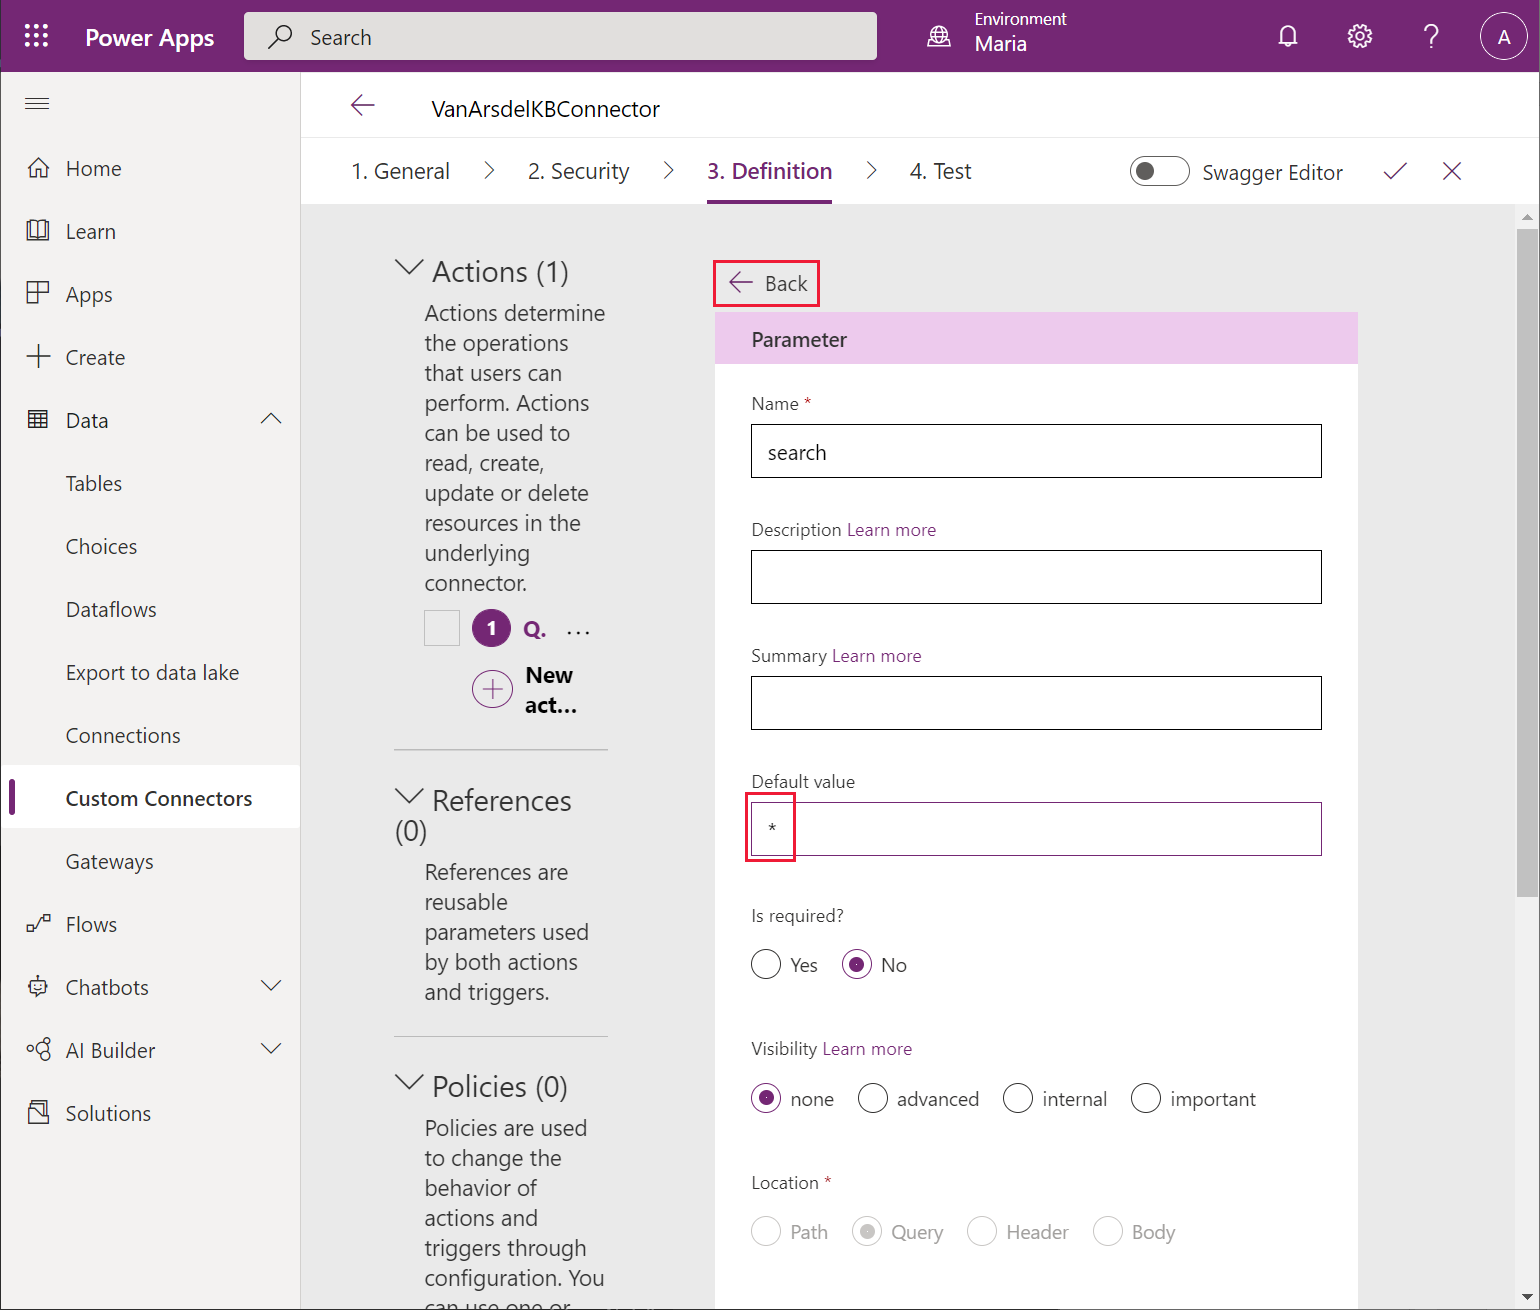 Power Apps
Search
Environment
Maria
A
VanArsdelKBConnector
1. General
2. Security
3. Definition
4. Test
Swagger Editor
Home
Learn
Apps
Create
Data
Tables
Choices
Dataflows
Export to data lake
Connections
Custom Connectors
Gateways
Flows
Chatbots
AI Builder
Solutions
Actions (1)
Actions determine
the operations
that users can
perform. Actions
can be used to
read, create,
update or delete
resources in the
underlying
connector.
1 Q. ...
New
act...
References
(0)
References are
reusable
parameters used
by both actions
and triggers.
Policies (0)
Policies are used
to change the
behavior of
actions and
triggers through
configuration. You
can use one or
Back
Parameter
Name *
search
Description Learn more
Summary Learn more
Default value
*
Is required?
Yes No
Visibility Learn more
none advanced internal important
Location *
Path Query Header Body